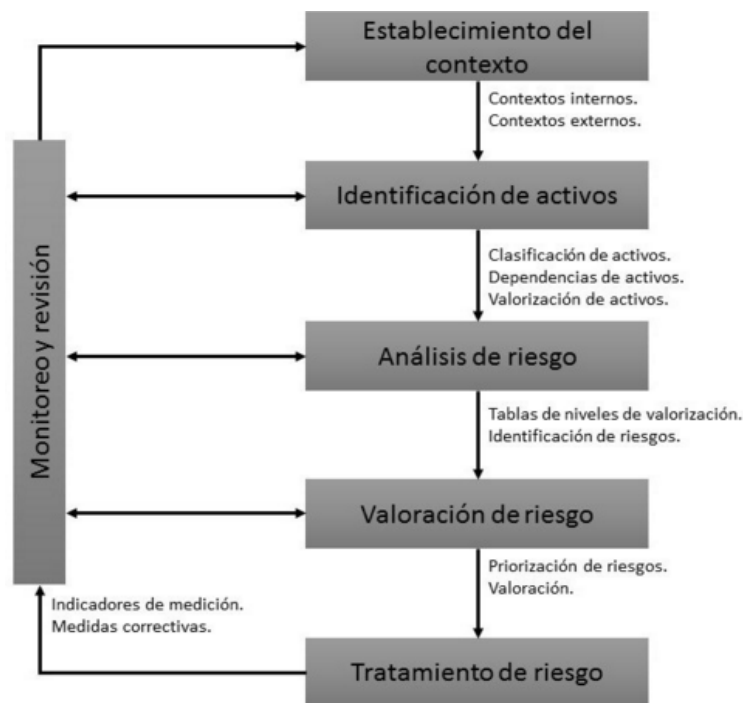 Establecimiento del
contexto
Contextos internos.
Contextos externos.
Identificación de activos
Clasificación de activos.
Dependencias de activos.
Valorización de activos.
Análisis de riesgo
Tablas de niveles de valorización.
Identificación de riesgos.
Valoración de riesgo
Priorización de riesgos.
Valoración.
Tratamiento de riesgo
Indicadores de medición.
Medidas correctivas.
Monitoreo y revisión